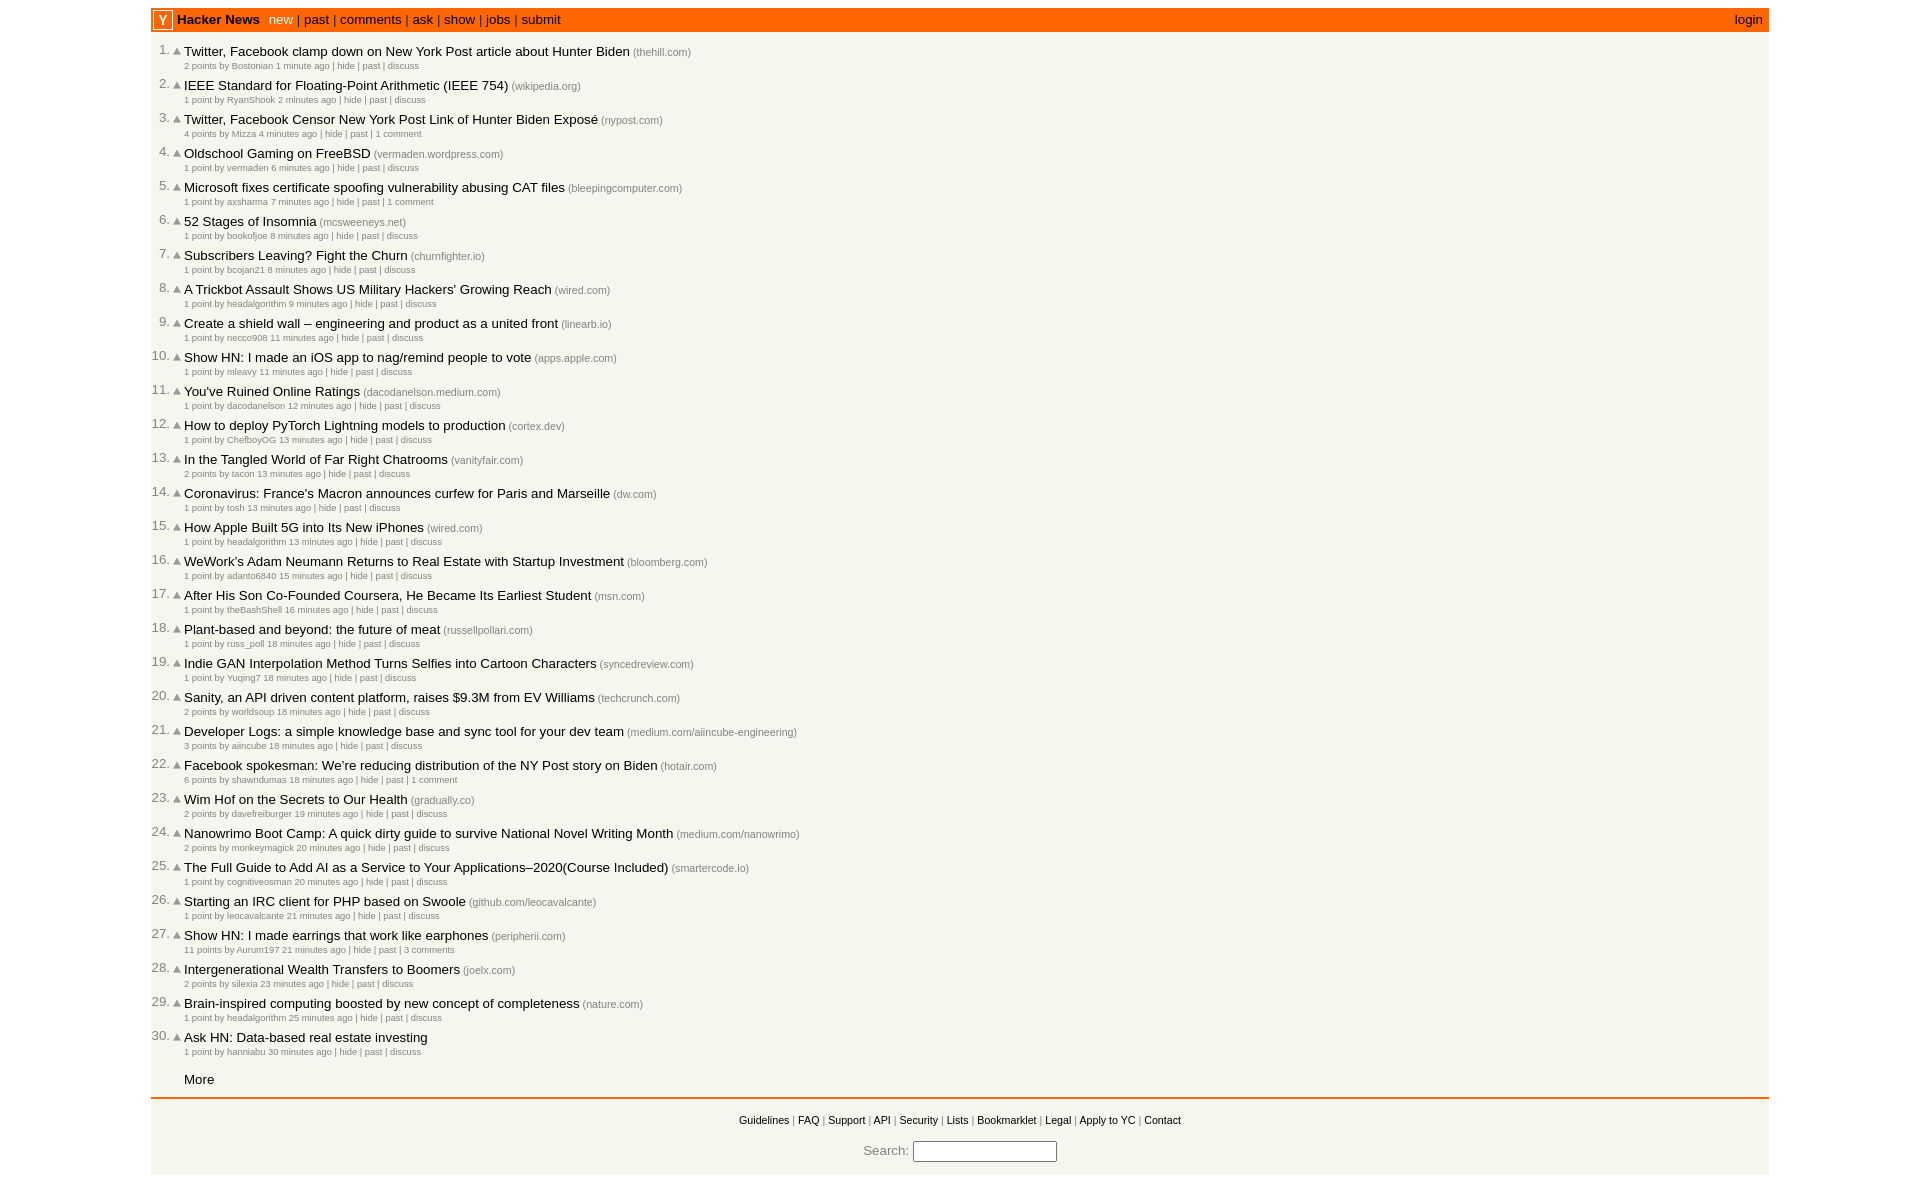 Y Hacker News new | past | comments | ask | show | jobs | submit login
1. Twitter, Facebook clamp down on New York Post article about Hunter Biden (thehill.com)
2 points by Bostonian 1 minute ago | hide | past | discuss
2. IEEE Standard for Floating-Point Arithmetic (IEEE 754) (wikipedia.org)
1 point by RyanShook 2 minutes ago | hide | past | discuss
3. Twitter, Facebook Censor New York Post Link of Hunter Biden Exposé (nypost.com)
4 points by Mizza 4 minutes ago | hide | past | 1 comment
4. Oldschool Gaming on FreeBSD (vermaden.wordpress.com)
1 point by vermaden 6 minutes ago | hide | past | discuss
5. Microsoft fixes certificate spoofing vulnerability abusing CAT files (bleepingcomputer.com)
1 point by axsharma 7 minutes ago | hide | past | 1 comment
6. 52 Stages of Insomnia (mcsweeneys.net)
1 point by bookofjoe 8 minutes ago | hide | past | discuss
7. Subscribers Leaving? Fight the Churn (churnfighter.io)
1 point by bcojan21 8 minutes ago | hide | past | discuss
8. A Trickbot Assault Shows US Military Hackers' Growing Reach (wired.com)
1 point by headalgorithm 9 minutes ago | hide | past | discuss
9. Create a shield wall – engineering and product as a united front (linearb.io)
1 point by necco908 11 minutes ago | hide | past | discuss
10. Show HN: I made an iOS app to nag/remind people to vote (apps.apple.com)
1 point by mleavy 11 minutes ago | hide | past | discuss
11. You've Ruined Online Ratings (dacodanelson.medium.com)
1 point by dacodanelson 12 minutes ago | hide | past | discuss
12. How to deploy PyTorch Lightning models to production (cortex.dev)
1 point by ChefboyOG 13 minutes ago | hide | past | discuss
13. In the Tangled World of Far Right Chatrooms (vanityfair.com)
2 points by tacon 13 minutes ago | hide | past | discuss
14. Coronavirus: France's Macron announces curfew for Paris and Marseille (dw.com)
1 point by tosh 13 minutes ago | hide | past | discuss
15. How Apple Built 5G into Its New iPhones (wired.com)
1 point by headalgorithm 13 minutes ago | hide | past | discuss
16. WeWork's Adam Neumann Returns to Real Estate with Startup Investment (bloomberg.com)
1 point by adanto6840 15 minutes ago | hide | past | discuss
17. After His Son Co-Founded Coursera, He Became Its Earliest Student (msn.com)
1 point by theBashShell 16 minutes ago | hide | past | discuss
18. Plant-based and beyond: the future of meat (russellpollari.com)
1 point by russ_poll 18 minutes ago | hide | past | discuss
19. Indie GAN Interpolation Method Turns Selfies into Cartoon Characters (syncedreview.com)
1 point by Yuqing7 18 minutes ago | hide | past | discuss
20. Sanity, an API driven content platform, raises $9.3M from EV Williams (techcrunch.com)
2 points by worldsoup 18 minutes ago | hide | past | discuss
21. Developer Logs: a simple knowledge base and sync tool for your dev team (medium.com/aiincube-engineering)
3 points by aiincube 18 minutes ago | hide | past | discuss
22. Facebook spokesman: We're reducing distribution of the NY Post story on Biden (hotair.com)
6 points by shawndumas 18 minutes ago | hide | past | 1 comment
23. Wim Hof on the Secrets to Our Health (gradually.co)
2 points by davefreiburger 19 minutes ago | hide | past | discuss
24. Nanowrimo Boot Camp: A quick dirty guide to survive National Novel Writing Month (medium.com/nanowrimo)
2 points by monkeymagick 20 minutes ago | hide | past | discuss
25. The Full Guide to Add AI as a Service to Your Applications–2020(Course Included) (smartercode.io)
1 point by cognitiveosman 20 minutes ago | hide | past | discuss
26. Starting an IRC client for PHP based on Swoole (github.com/leocavalcante)
1 point by leocavalcante 21 minutes ago | hide | past | discuss
27. Show HN: I made earrings that work like earphones (peripherii.com)
11 points by Aurum197 21 minutes ago | hide | past | 3 comments
28. Intergenerational Wealth Transfers to Boomers (joelx.com)
2 points by silexia 23 minutes ago | hide | past | discuss
29. Brain-inspired computing boosted by new concept of completeness (nature.com)
1 point by headalgorithm 25 minutes ago | hide | past | discuss
30. Ask HN: Data-based real estate investing
1 point by hanniabu 30 minutes ago | hide | past | discuss
More
Guidelines | FAQ | Support | API | Security | Lists | Bookmarklet | Legal | Apply to YC | Contact
Search: